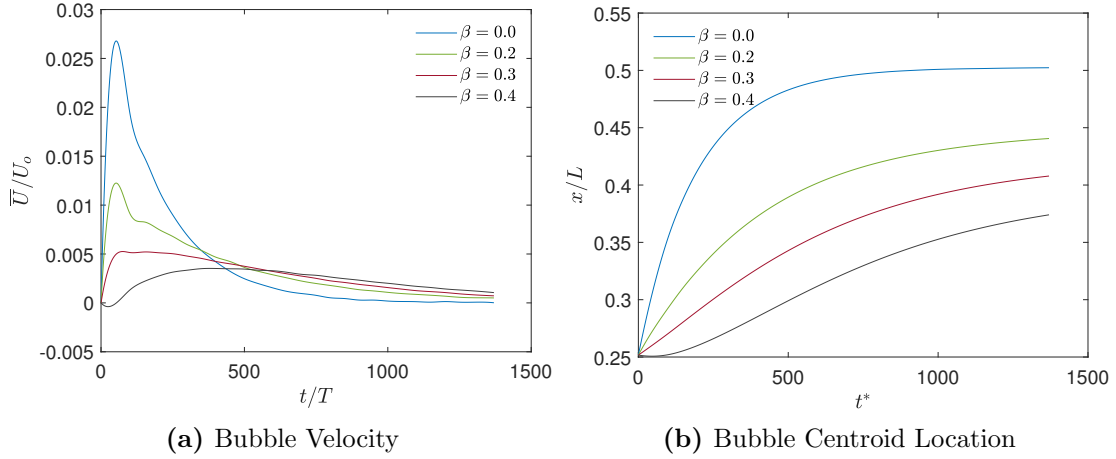 0.03
0.025
0.02
0.015
0.01
0.005
0
-0.005
U̅/U_o
0
500
1000
1500
t/T
β = 0.0
β = 0.2
β = 0.3
β = 0.4
(a) Bubble Velocity
0.55
0.5
0.45
0.4
0.35
0.3
0.25
x/L
0
500
1000
1500
t*
β = 0.0
β = 0.2
β = 0.3
β = 0.4
(b) Bubble Centroid Location